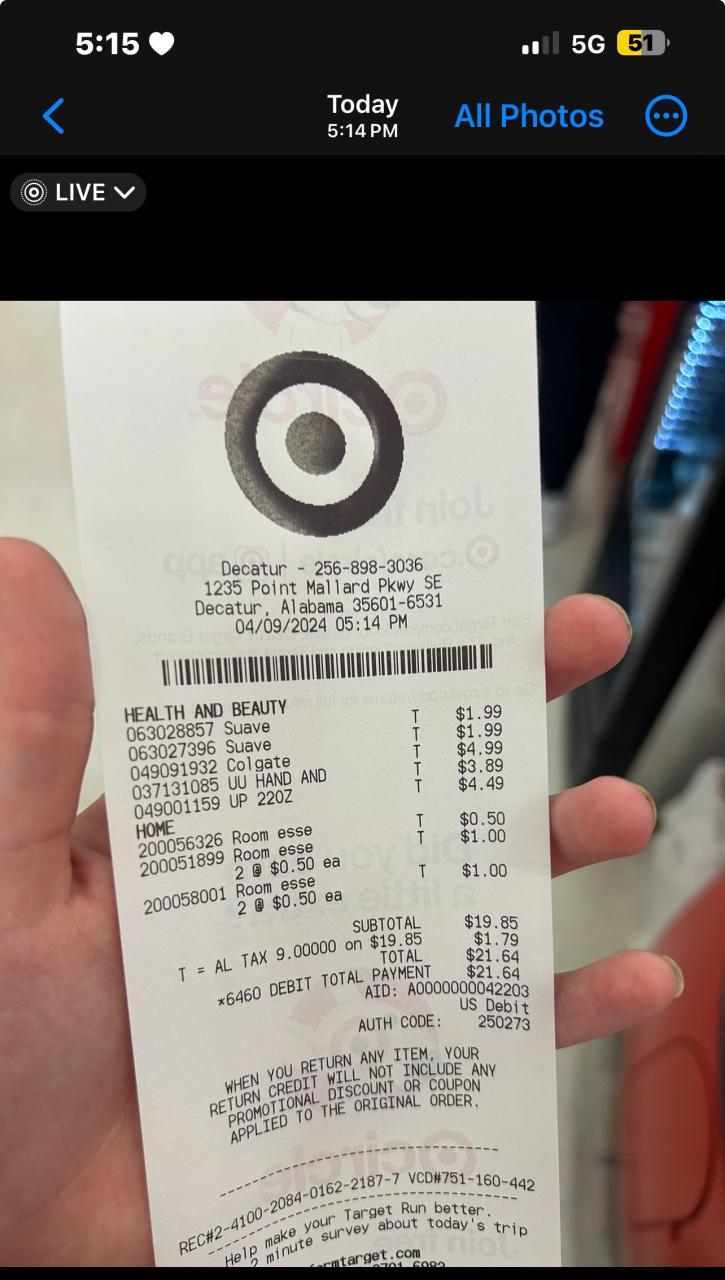 5:15
5G
51
Today
All Photos
5:14 PM
LIVE
Decatur - 256-898-3036
1235 Point Mallard Pkwy SE
Decatur, Alabama 35601-6531
04/09/2024 05:14 PM
HEALTH AND BEAUTY
063028857 Suave T $1.99
063027396 Suave T $1.99
049091932 Colgate T $4.99
037131085 UU HAND AND T $3.89
049001159 UP 22OZ T $4.49
HOME
200056326 Room esse T $0.50
200051899 Room esse T $1.00
2 @ $0.50 ea
200058001 Room esse T $1.00
2 @ $0.50 ea
SUBTOTAL $19.85
T = AL TAX 9.00000 on $19.85 $1.79
TOTAL $21.64
*6460 DEBIT TOTAL PAYMENT $21.64
AID: A0000000042203
US Debit
AUTH CODE: 250273
WHEN YOU RETURN ANY ITEM, YOUR
RETURN CREDIT WILL NOT INCLUDE ANY
PROMOTIONAL DISCOUNT OR COUPON
APPLIED TO THE ORIGINAL ORDER.
REC#2-4100-2084-0162-2187-7 VCD#751-160-442
Help make your Target Run better.
2 minute survey about today's trip